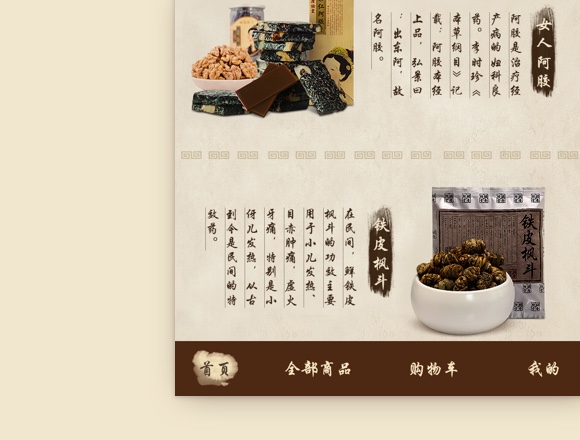 女人阿胶
阿胶是治疗经
产病的妇科良
药。李时珍《
本草纲目》记
载：阿胶本经
上品，弘景曰
：出东阿，故
名阿胶。
铁皮枫斗
在民间，鲜铁皮
枫斗的功效主要
用于小儿发热、
目赤肿痛，虚火
牙痛，特别是小
伢儿发热，从古
到今是民间的特
效药。
铁皮枫斗
首页
全部商品
购物车
我的